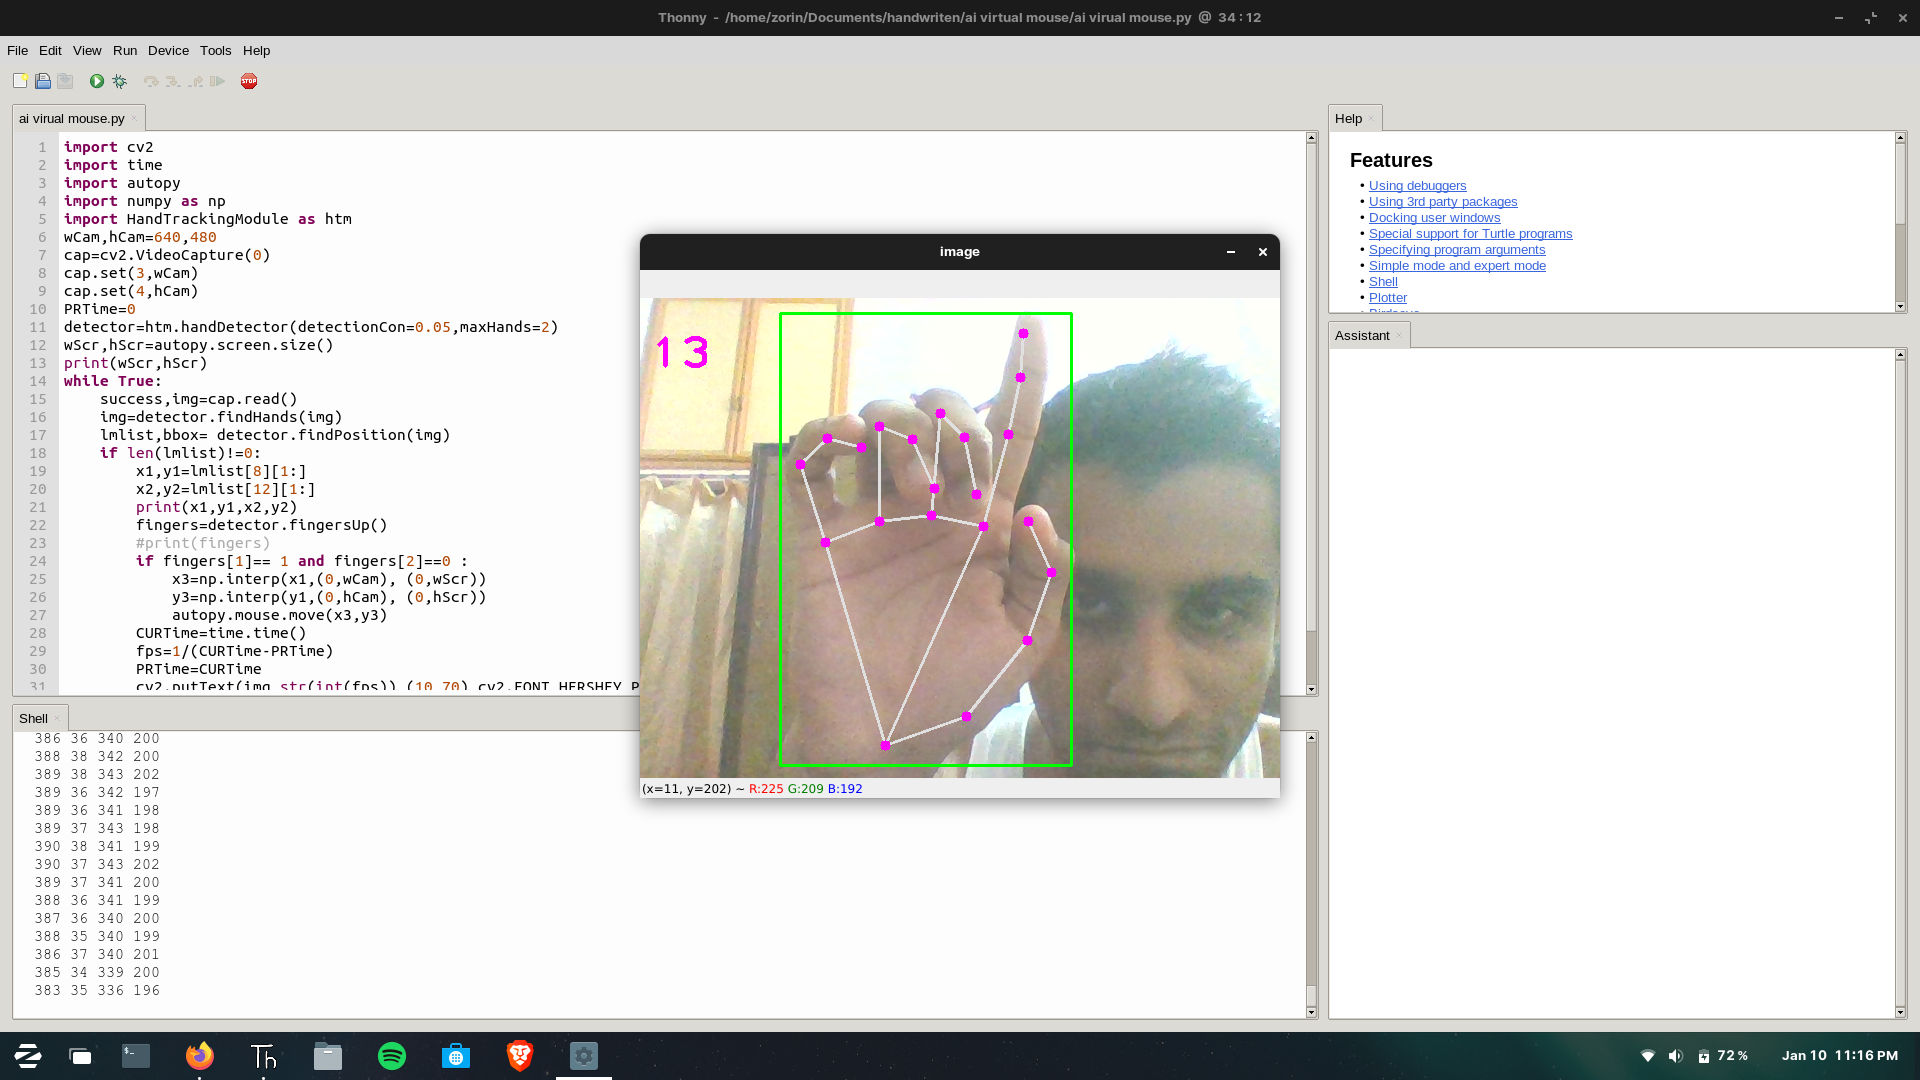 Thonny - /home/zorin/Documents/handwriten/ai virtual mouse/ai virual mouse.py @ 34 : 12
File Edit View Run Device Tools Help
STOP
ai virual mouse.py
1 import cv2
2 import time
3 import autopy
4 import numpy as np
5 import HandTrackingModule as htm
6 wCam,hCam=640,480
7 cap=cv2.VideoCapture(0)
8 cap.set(3,wCam)
9 cap.set(4,hCam)
10 PRTime=0
11 detector=htm.handDetector(detectionCon=0.05,maxHands=2)
12 wScr,hScr=autopy.screen.size()
13 print(wScr,hScr)
14 while True:
15 success,img=cap.read()
16 img=detector.findHands(img)
17 lmlist,bbox= detector.findPosition(img)
18 if len(lmlist)!=0:
19 x1,y1=lmlist[8][1:]
20 x2,y2=lmlist[12][1:]
21 print(x1,y1,x2,y2)
22 fingers=detector.fingersUp()
23 #print(fingers)
24 if fingers[1]== 1 and fingers[2]==0 :
25 x3=np.interp(x1,(0,wCam), (0,wScr))
26 y3=np.interp(y1,(0,hCam), (0,hScr))
27 autopy.mouse.move(x3,y3)
28 CURTime=time.time()
29 fps=1/(CURTime-PRTime)
30 PRTime=CURTime
31 cv2.putText(img,str(int(fps)),(10,70),cv2.FONT_HERSHEY_P
image
13
(x=11, y=202) ~ R:225 G:209 B:192
Shell
386 36 340 200
388 38 342 200
389 38 343 202
389 36 342 197
389 36 341 198
389 37 343 198
390 38 341 199
390 37 343 202
389 37 341 200
388 36 341 199
387 36 340 200
388 35 340 199
386 37 340 201
385 34 339 200
383 35 336 196
Help
Features
• Using debuggers
• Using 3rd party packages
• Docking user windows
• Special support for Turtle programs
• Specifying program arguments
• Simple mode and expert mode
• Shell
• Plotter
Assistant
Th
72 %
Jan 10 11:16 PM